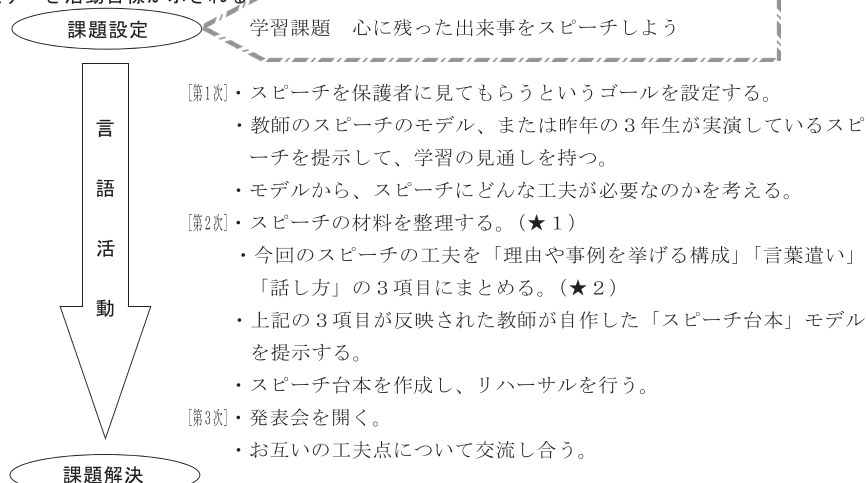 課題設定
学習課題　心に残った出来事をスピーチしよう
言
語
活
動
[第1次]・スピーチを保護者に見てもらうというゴールを設定する。
・教師のスピーチのモデル、または昨年の３年生が実演しているスピ
ーチを提示して、学習の見通しを持つ。
・モデルから、スピーチにどんな工夫が必要なのかを考える。
[第2次]・スピーチの材料を整理する。(★１)
・今回のスピーチの工夫を「理由や事例を挙げる構成」「言葉遣い」
「話し方」の３項目にまとめる。(★２)
・上記の３項目が反映された教師が自作した「スピーチ台本」モデル
を提示する。
・スピーチ台本を作成し、リハーサルを行う。
[第3次]・発表会を開く。
・お互いの工夫点について交流し合う。
課題解決